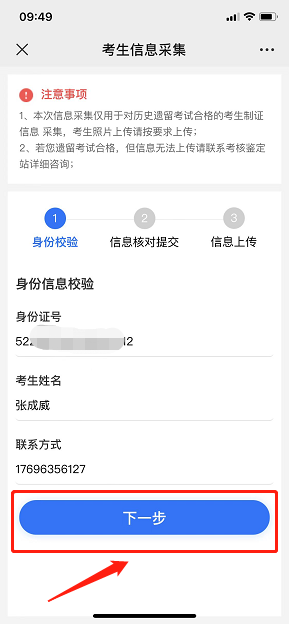 09:49
考生信息采集
注意事项
1、本次信息采集仅用于对历史遗留考试合格的考生制证
信息 采集，考生照片上传请按要求上传；
2、若您遗留考试合格，但信息无法上传请联系考核鉴定
站详细咨询；
1 2 3
身份校验 信息核对提交 信息上传
身份信息校验
身份证号
52 2
考生姓名
张成威
联系方式
17696356127
下一步